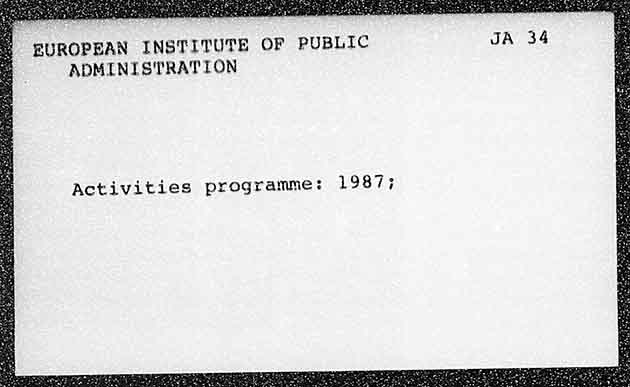 EUROPEAN INSTITUTE OF PUBLIC JA 34
ADMINISTRATION
Activities programme: 1987;